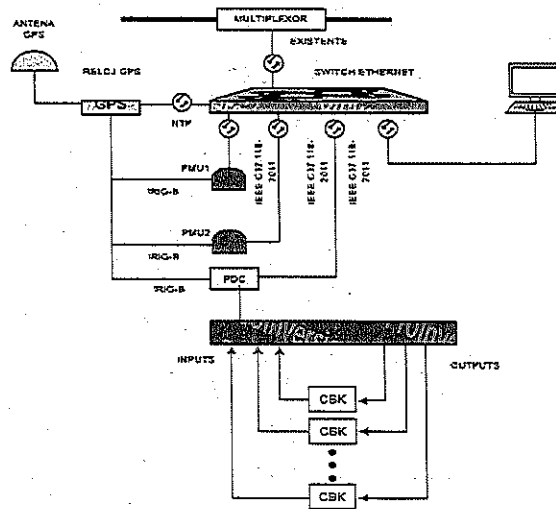 ANTENA
GPS
MULTIPLEXOR
EXISTENTE
RELOJ GPS
SWITCH ETHERNET
GPS
NTP
PMU1
IEEE C37.118-
2011
IEEE C37.118-
2011
IEEE C37.118-
2011
IRIG-B
PMU2
IRIG-B
PDC
IRIG-B
INPUTS
OUTPUTS
CBK
CBK
CBK